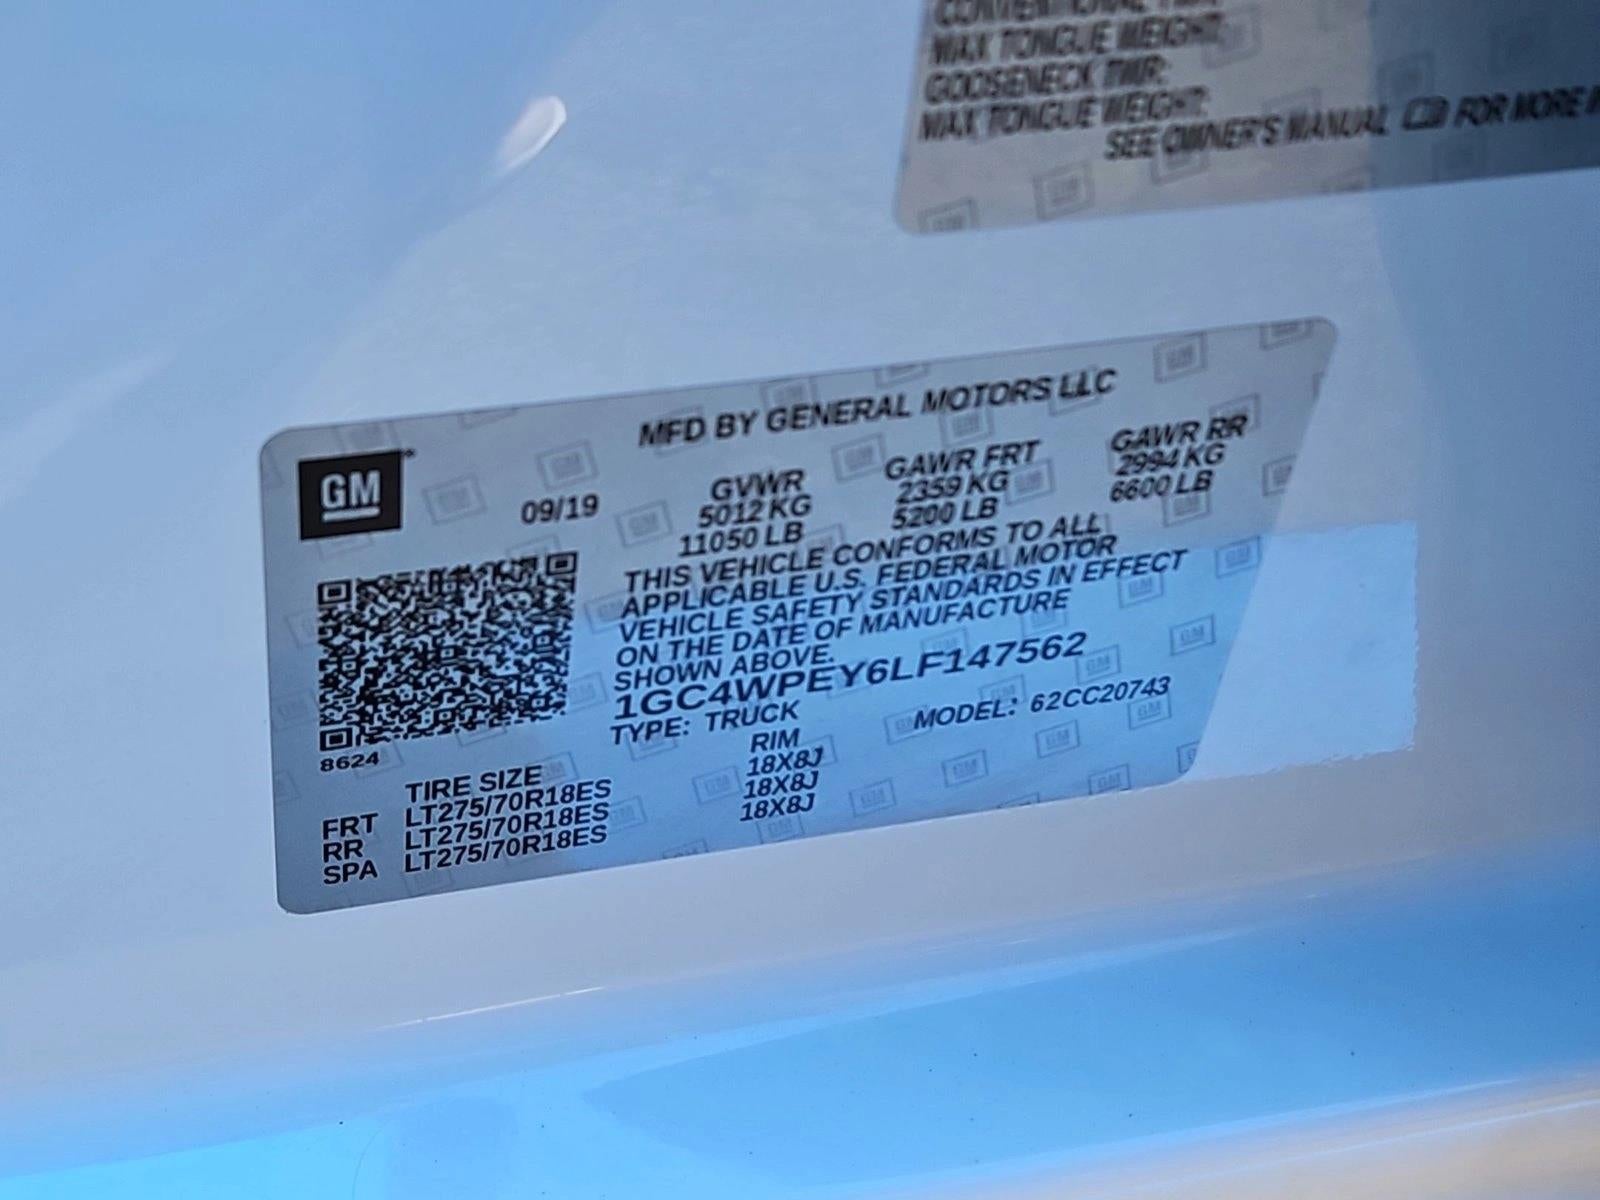 CONVENTIONAL TWR:
MAX TONGUE WEIGHT:
GOOSENECK TWR:
MAX TONGUE WEIGHT:
SEE OWNER'S MANUAL FOR MORE
MFD BY GENERAL MOTORS LLC
GM
09/19
GVWR GAWR FRT GAWR RR
5012 KG 2359 KG 2994 KG
11050 LB 5200 LB 6600 LB
THIS VEHICLE CONFORMS TO ALL
APPLICABLE U.S. FEDERAL MOTOR
VEHICLE SAFETY STANDARDS IN EFFECT
ON THE DATE OF MANUFACTURE
SHOWN ABOVE.
1GC4WPEY6LF147562
TYPE: TRUCK MODEL: 62CC20743
8624
TIRE SIZE RIM
FRT LT275/70R18ES 18X8J
RR LT275/70R18ES 18X8J
SPA LT275/70R18ES 18X8J